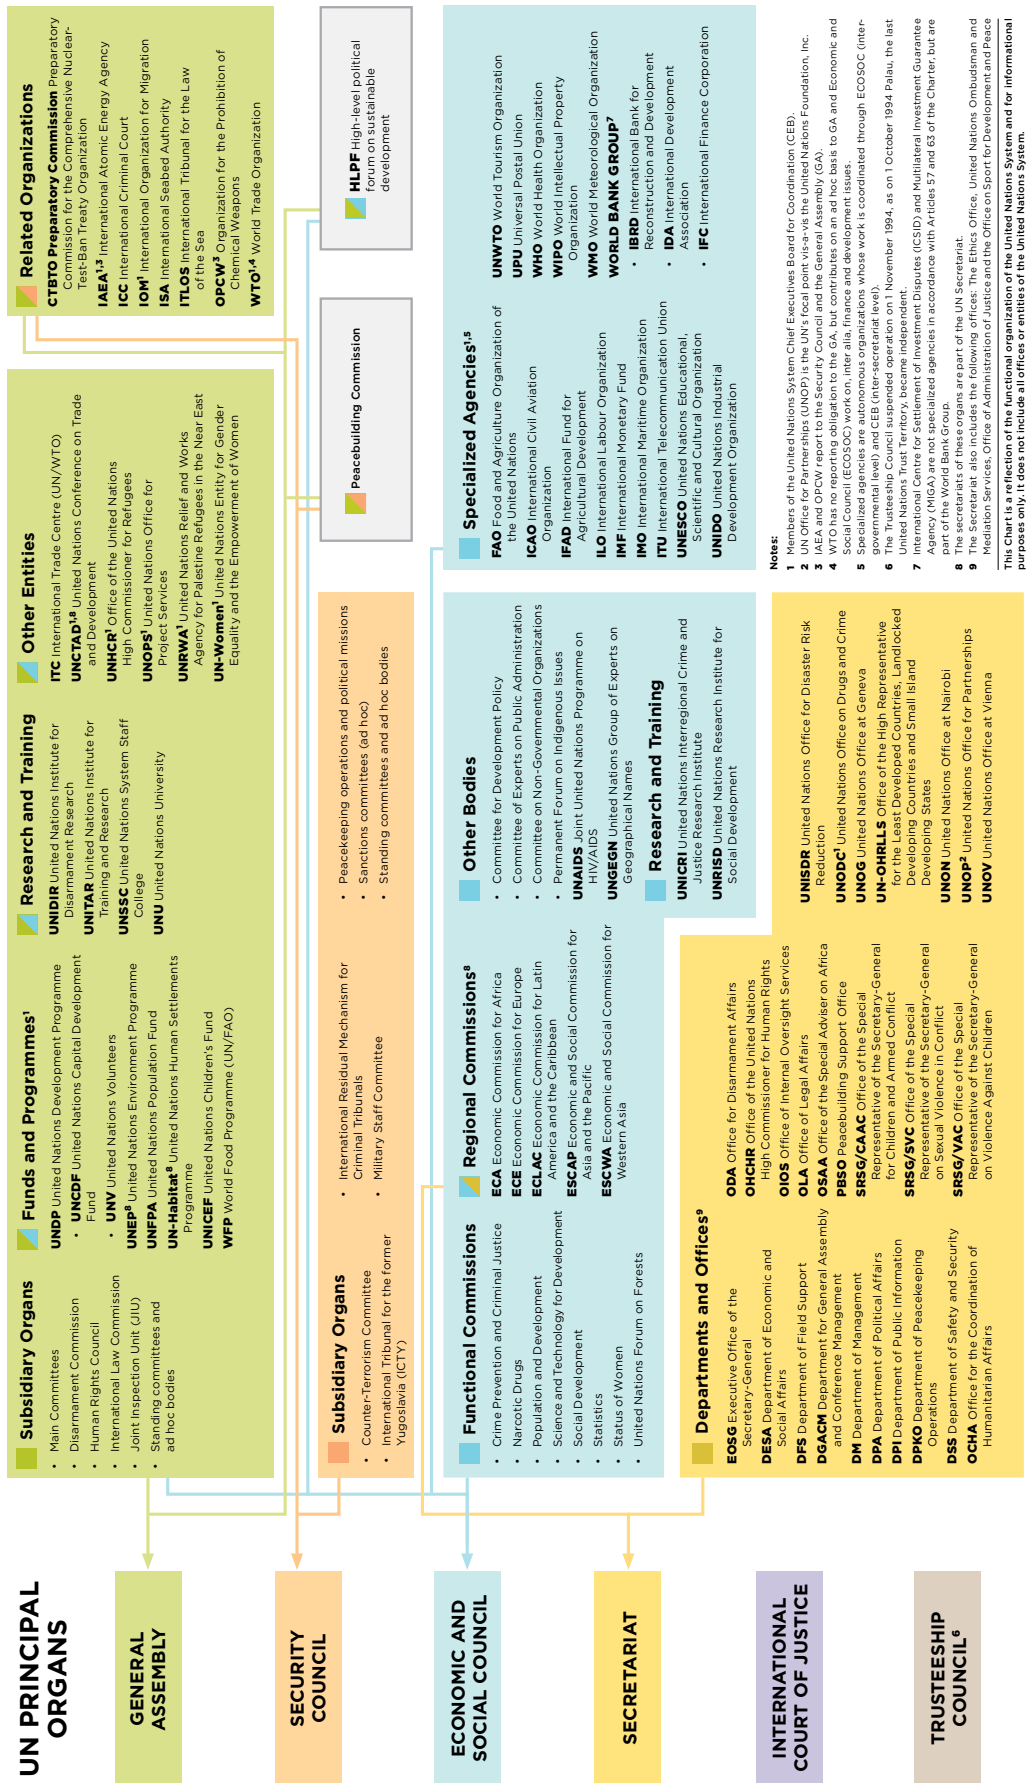 UN PRINCIPAL
ORGANS
GENERAL
ASSEMBLY
Subsidiary Organs
• Main Committees
• Disarmament Commission
• Human Rights Council
• International Law Commission
• Joint Inspection Unit (JIU)
• Standing committees and
ad hoc bodies
Funds and Programmes¹
UNDP United Nations Development Programme
• UNCDF United Nations Capital Development
Fund
• UNV United Nations Volunteers
UNEP⁸ United Nations Environment Programme
UNFPA United Nations Population Fund
UN-Habitat⁸ United Nations Human Settlements
Programme
UNICEF United Nations Children's Fund
WFP World Food Programme (UN/FAO)
Research and Training
UNIDIR United Nations Institute for
Disarmament Research
UNITAR United Nations Institute for
Training and Research
UNSSC United Nations System Staff
College
UNU United Nations University
Other Entities
ITC International Trade Centre (UN/WTO)
UNCTAD¹,⁸ United Nations Conference on Trade
and Development
UNHCR¹ Office of the United Nations
High Commissioner for Refugees
UNOPS¹ United Nations Office for
Project Services
UNRWA¹ United Nations Relief and Works
Agency for Palestine Refugees in the Near East
UN-Women¹ United Nations Entity for Gender
Equality and the Empowerment of Women
Related Organizations
CTBTO Preparatory Commission Preparatory
Commission for the Comprehensive Nuclear-
Test-Ban Treaty Organization
IAEA¹,³ International Atomic Energy Agency
ICC International Criminal Court
IOM¹ International Organization for Migration
ISA International Seabed Authority
ITLOS International Tribunal for the Law
of the Sea
OPCW³ Organization for the Prohibition of
Chemical Weapons
WTO¹,⁴ World Trade Organization
SECURITY
COUNCIL
Subsidiary Organs
• Counter-Terrorism Committee
• International Tribunal for the former
Yugoslavia (ICTY)
• International Residual Mechanism for
Criminal Tribunals
• Military Staff Committee
• Peacekeeping operations and political missions
• Sanctions committees (ad hoc)
• Standing committees and ad hoc bodies
Peacebuilding Commission
HLPF High-level political
forum on sustainable
development
ECONOMIC AND
SOCIAL COUNCIL
Functional Commissions
• Crime Prevention and Criminal Justice
• Narcotic Drugs
• Population and Development
• Science and Technology for Development
• Social Development
• Statistics
• Status of Women
• United Nations Forum on Forests
Regional Commissions⁸
ECA Economic Commission for Africa
ECE Economic Commission for Europe
ECLAC Economic Commission for Latin
America and the Caribbean
ESCAP Economic and Social Commission for
Asia and the Pacific
ESCWA Economic and Social Commission for
Western Asia
Other Bodies
• Committee for Development Policy
• Committee of Experts on Public Administration
• Committee on Non-Governmental Organizations
• Permanent Forum on Indigenous Issues
UNAIDS Joint United Nations Programme on
HIV/AIDS
UNGEGN United Nations Group of Experts on
Geographical Names
Research and Training
UNICRI United Nations Interregional Crime and
Justice Research Institute
UNRISD United Nations Research Institute for
Social Development
Specialized Agencies¹,⁵
FAO Food and Agriculture Organization of
the United Nations
ICAO International Civil Aviation
Organization
IFAD International Fund for
Agricultural Development
ILO International Labour Organization
IMF International Monetary Fund
IMO International Maritime Organization
ITU International Telecommunication Union
UNESCO United Nations Educational,
Scientific and Cultural Organization
UNIDO United Nations Industrial
Development Organization
UNWTO World Tourism Organization
UPU Universal Postal Union
WHO World Health Organization
WIPO World Intellectual Property
Organization
WMO World Meteorological Organization
WORLD BANK GROUP⁷
• IBRD International Bank for
Reconstruction and Development
• IDA International Development
Association
• IFC International Finance Corporation
SECRETARIAT
Departments and Offices⁹
EOSG Executive Office of the
Secretary-General
DESA Department of Economic and
Social Affairs
DFS Department of Field Support
DGACM Department for General Assembly
and Conference Management
DM Department of Management
DPA Department of Political Affairs
DPI Department of Public Information
DPKO Department of Peacekeeping
Operations
DSS Department of Safety and Security
OCHA Office for the Coordination of
Humanitarian Affairs
ODA Office for Disarmament Affairs
OHCHR Office of the United Nations
High Commissioner for Human Rights
OIOS Office of Internal Oversight Services
OLA Office of Legal Affairs
OSAA Office of the Special Adviser on Africa
PBSO Peacebuilding Support Office
SRSG/CAAC Office of the Special
Representative of the Secretary-General
for Children and Armed Conflict
SRSG/SVC Office of the Special
Representative of the Secretary-General
on Sexual Violence in Conflict
SRSG/VAC Office of the Special
Representative of the Secretary-General
on Violence Against Children
UNISDR United Nations Office for Disaster Risk
Reduction
UNODC¹ United Nations Office on Drugs and Crime
UNOG United Nations Office at Geneva
UN-OHRLLS Office of the High Representative
for the Least Developed Countries, Landlocked
Developing Countries and Small Island
Developing States
UNON United Nations Office at Nairobi
UNOP² United Nations Office for Partnerships
UNOV United Nations Office at Vienna
INTERNATIONAL
COURT OF JUSTICE
TRUSTEESHIP
COUNCIL⁶
Notes:
1 Members of the United Nations System Chief Executives Board for Coordination (CEB).
2 UN Office for Partnerships (UNOP) is the UN's focal point vis-a-vis the United Nations Foundation, Inc.
3 IAEA and OPCW report to the Security Council and the General Assembly (GA).
4 WTO has no reporting obligation to the GA, but contributes on an ad hoc basis to GA and Economic and
Social Council (ECOSOC) work on, inter alia, finance and development issues.
5 Specialized agencies are autonomous organizations whose work is coordinated through ECOSOC (inter-
governmental level) and CEB (inter-secretariat level).
6 The Trusteeship Council suspended operation on 1 November 1994, as on 1 October 1994 Palau, the last
United Nations Trust Territory, became independent.
7 International Centre for Settlement of Investment Disputes (ICSID) and Multilateral Investment Guarantee
Agency (MIGA) are not specialized agencies in accordance with Articles 57 and 63 of the Charter, but are
part of the World Bank Group.
8 The secretariats of these organs are part of the UN Secretariat.
9 The Secretariat also includes the following offices: The Ethics Office, United Nations Ombudsman and
Mediation Services, Office of Administration of Justice and the Office on Sport for Development and Peace
This Chart is a reflection of the functional organization of the United Nations System and for informational
purposes only. It does not include all offices or entities of the United Nations System.